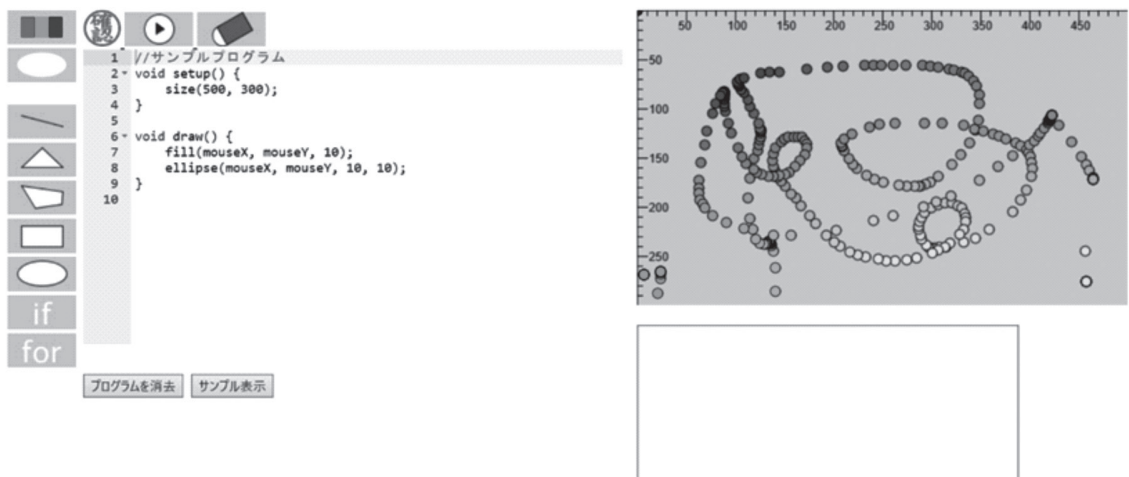 確認
1 //サンプルプログラム
2 void setup() {
3 size(500, 300);
4 }
5
6 void draw() {
7 fill(mouseX, mouseY, 10);
8 ellipse(mouseX, mouseY, 10, 10);
9 }
10
if
for
プログラムを消去 サンプル表示
50 100 150 200 250 300 350 400 450
50
100
150
200
250